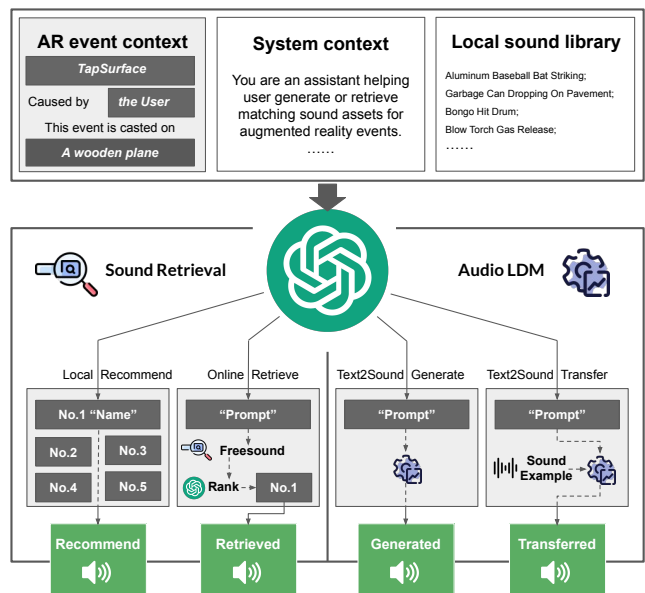 AR event context
TapSurface
Caused by
the User
This event is casted on
A wooden plane
System context
You are an assistant helping
user generate or retrieve
matching sound assets for
augmented reality events.
……
Local sound library
Aluminum Baseball Bat Striking;
Garbage Can Dropping On Pavement;
Bongo Hit Drum;
Blow Torch Gas Release;
……
Sound Retrieval
Audio LDM
Local Recommend
Online Retrieve
Text2Sound Generate
Text2Sound Transfer
No.1 “Name”
No.2
No.3
No.4
No.5
“Prompt”
Freesound
Rank
No.1
“Prompt”
“Prompt”
Sound
Example
Recommend
Retrieved
Generated
Transferred